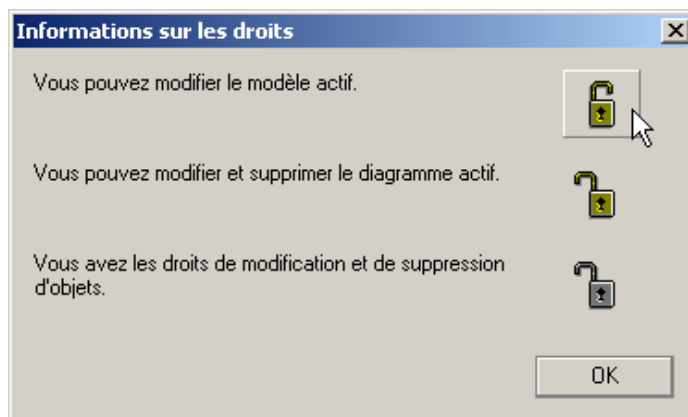 Informations sur les droits
Vous pouvez modifier le modèle actif.
Vous pouvez modifier et supprimer le diagramme actif.
Vous avez les droits de modification et de suppression
d'objets.
OK